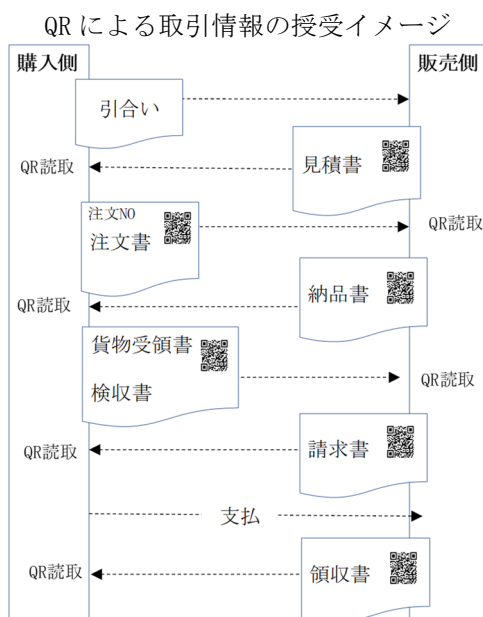 QRによる取引情報の授受イメージ
購入側
販売側
引合い
見積書
QR読取
注文NO
注文書
QR読取
納品書
QR読取
貨物受領書
検収書
QR読取
請求書
QR読取
支払
領収書
QR読取